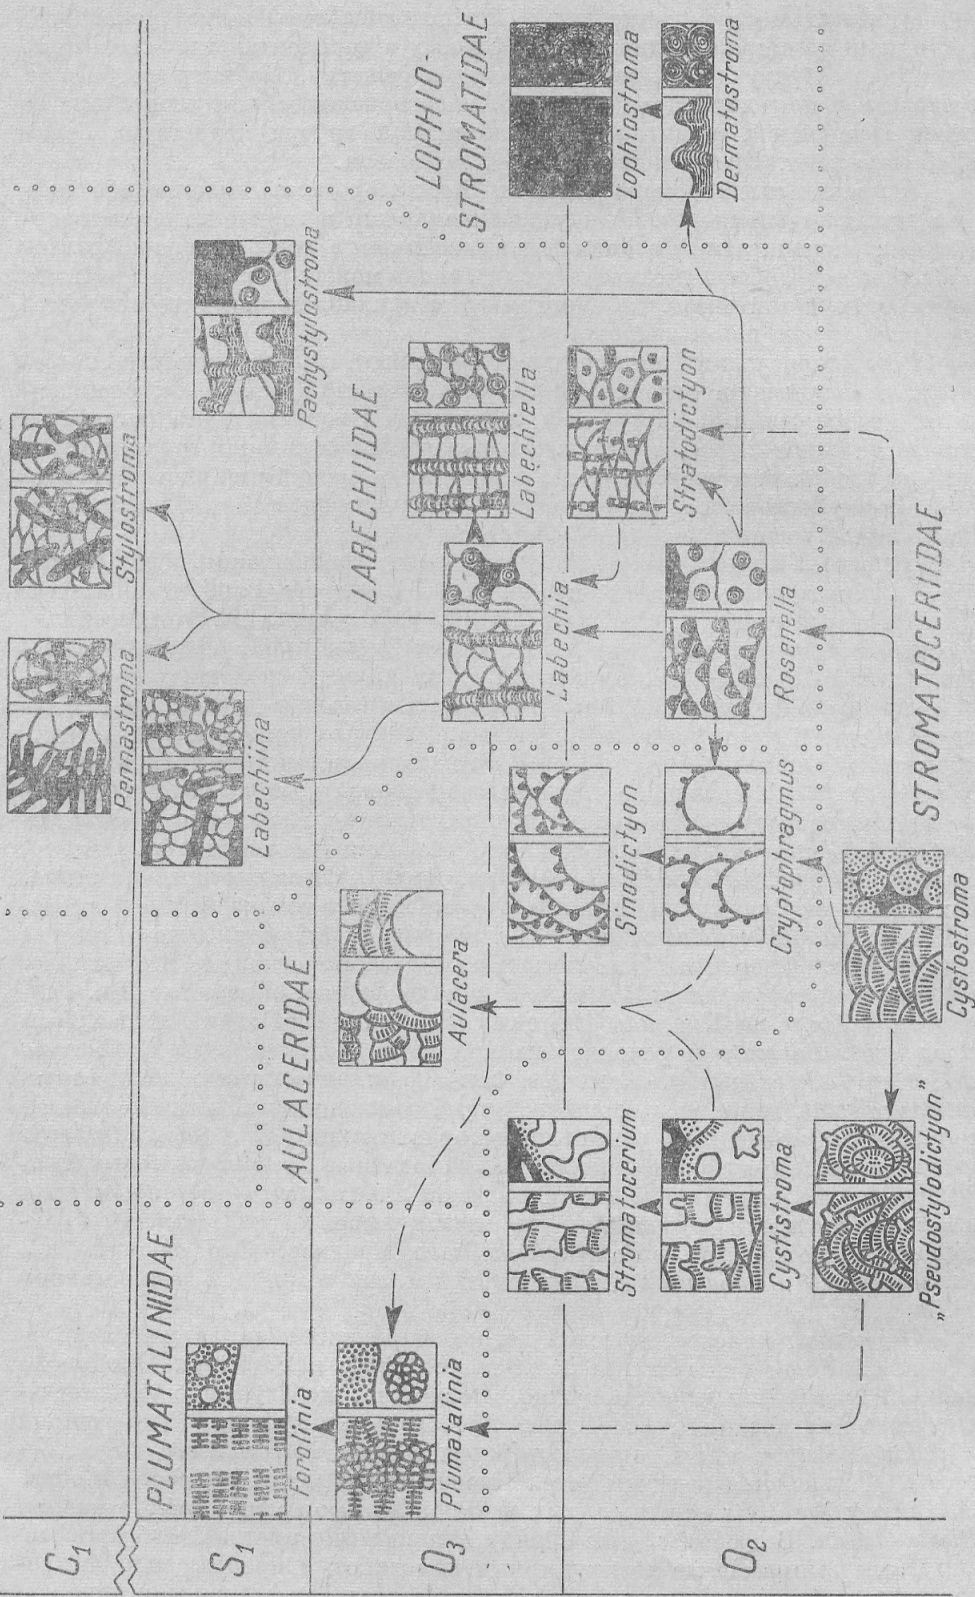 C₁
S₁
O₃
O₂
PLUMATALINIIDAE
Forolinia
Plumatalinia
"Pseudostylodictyon"
Cystistroma
Stromatocerium
AULACERIDAE
Aulacera
Sinodictyon
Cryptophragmus
Cystostroma
STROMATOCERIIDAE
Pennastroma
Labechiina
Stylostroma
LABECHIIDAE
Labechia
Rosenella
Pachystylostroma
Labechiella
Stratodictyon
LOPHIO-
STROMATIDAE
Lophiostroma
Dermatostroma